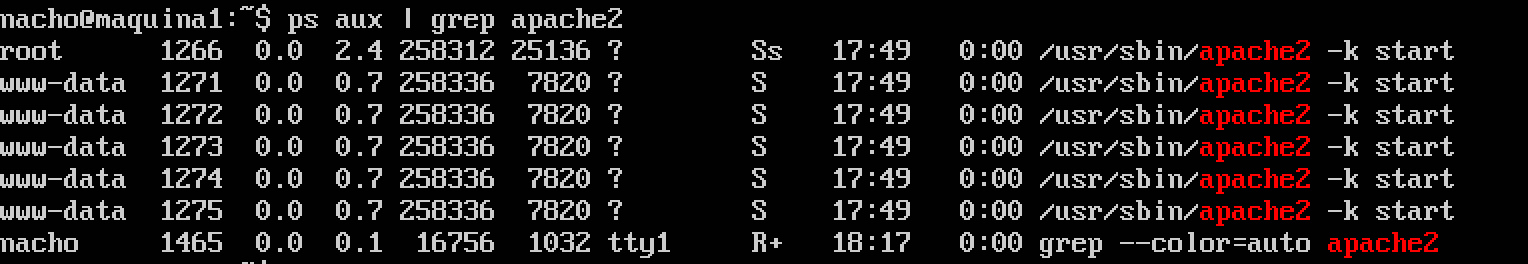 macho@maquina1:~$ ps aux | grep apache2
root      1266  0.0  2.4 258312 25136 ?        Ss   17:49   0:00 /usr/sbin/apache2 -k start
www-data  1271  0.0  0.7 258336  7820 ?        S    17:49   0:00 /usr/sbin/apache2 -k start
www-data  1272  0.0  0.7 258336  7820 ?        S    17:49   0:00 /usr/sbin/apache2 -k start
www-data  1273  0.0  0.7 258336  7820 ?        S    17:49   0:00 /usr/sbin/apache2 -k start
www-data  1274  0.0  0.7 258336  7820 ?        S    17:49   0:00 /usr/sbin/apache2 -k start
www-data  1275  0.0  0.7 258336  7820 ?        S    17:49   0:00 /usr/sbin/apache2 -k start
macho     1465  0.0  0.1  16756  1032 tty1     R+   18:17   0:00 grep --color=auto apache2